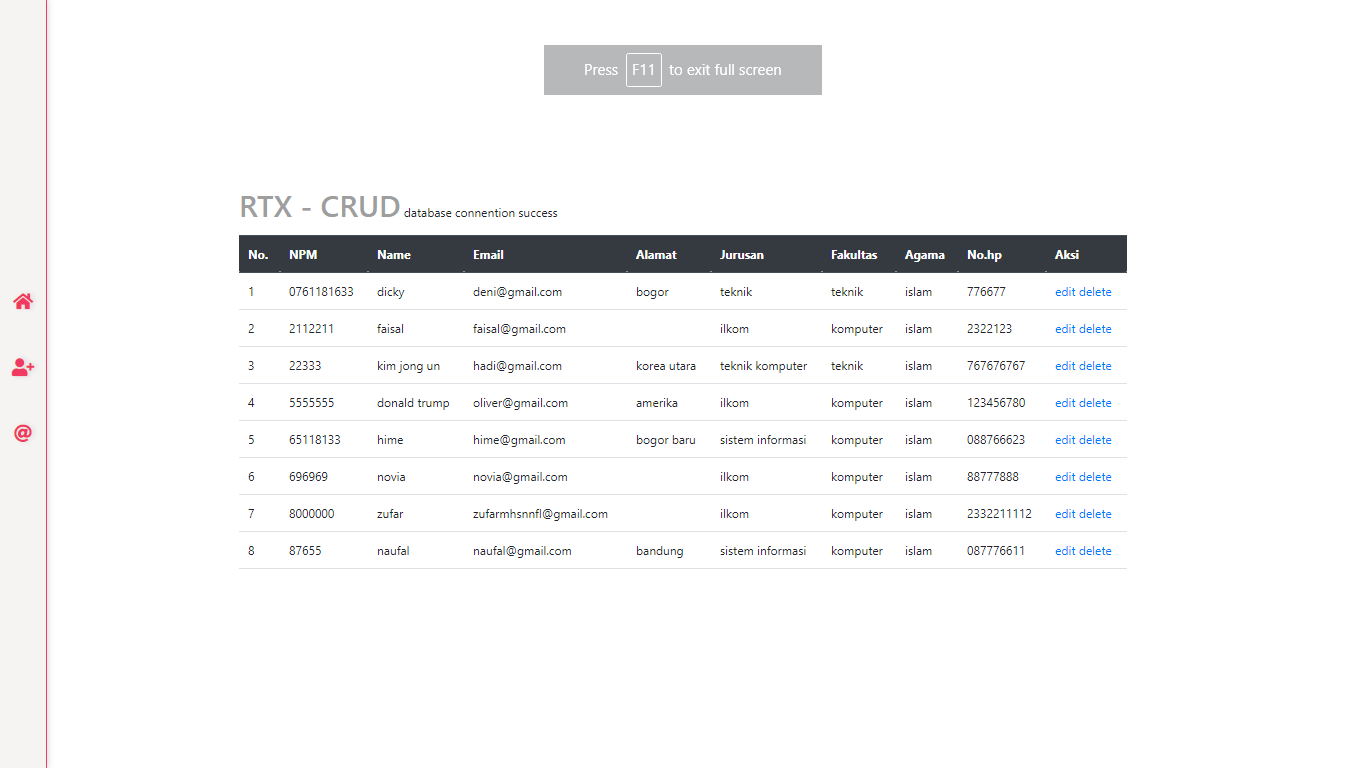 Press F11 to exit full screen
RTX - CRUD database connention success
No. NPM Name Email Alamat Jurusan Fakultas Agama No.hp Aksi
1 0761181633 dicky deni@gmail.com bogor teknik teknik islam 776677 edit delete
2 2112211 faisal faisal@gmail.com ilkom komputer islam 2322123 edit delete
3 22333 kim jong un hadi@gmail.com korea utara teknik komputer teknik islam 767676767 edit delete
4 5555555 donald trump oliver@gmail.com amerika ilkom komputer islam 123456780 edit delete
5 65118133 hime hime@gmail.com bogor baru sistem informasi komputer islam 088766623 edit delete
6 696969 novia novia@gmail.com ilkom komputer islam 88777888 edit delete
7 8000000 zufar zufarmhsnnfl@gmail.com ilkom komputer islam 2332211112 edit delete
8 87655 naufal naufal@gmail.com bandung sistem informasi komputer islam 087776611 edit delete